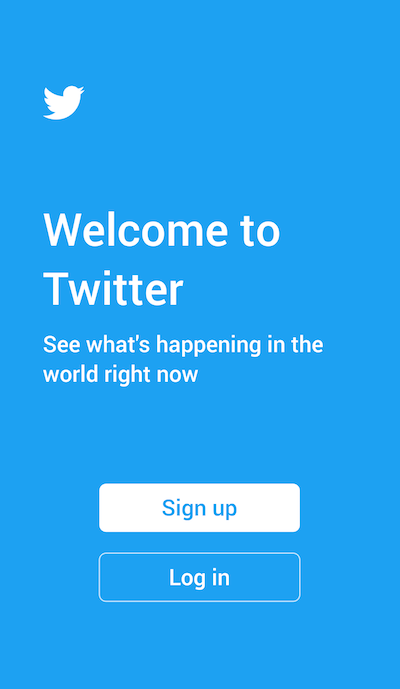 Welcome to
Twitter
See what's happening in the
world right now
Sign up
Log in